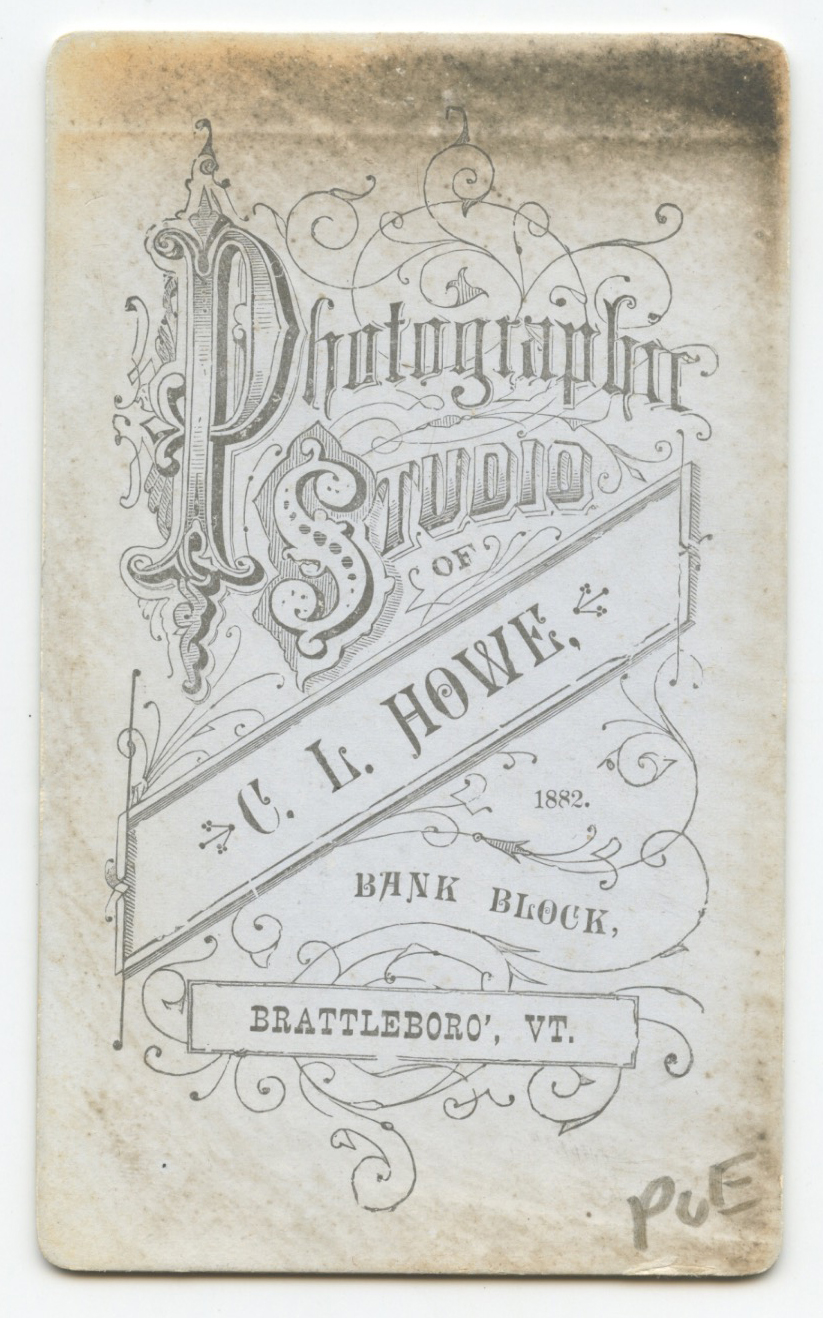 Photographic
STUDIO
OF
C. L. HOWE,
1882.
BANK BLOCK,
BRATTLEBORO', VT.
PUE